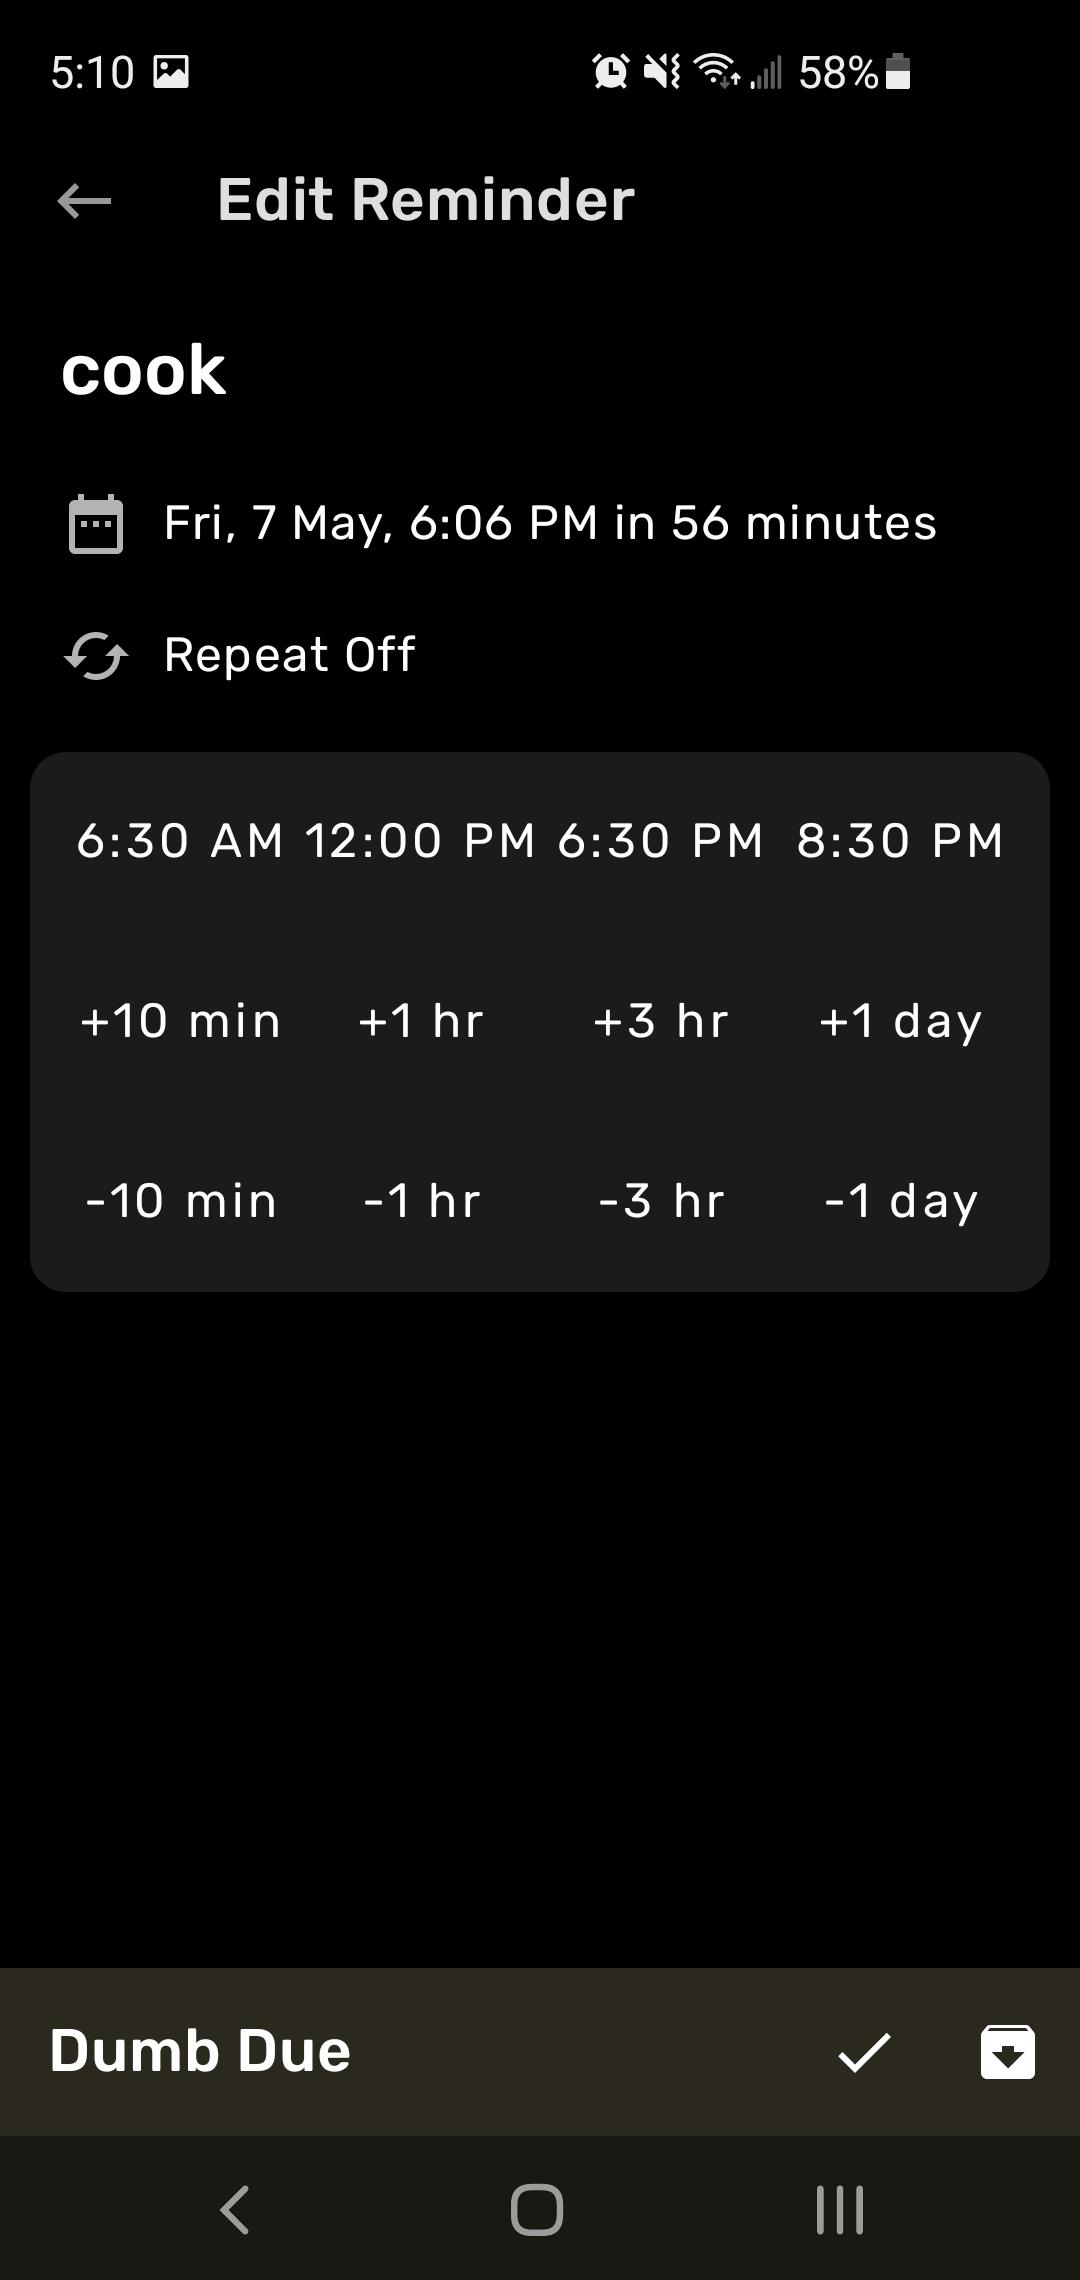 5:10 58%
Edit Reminder
cook
Fri, 7 May, 6:06 PM in 56 minutes
Repeat Off
6:30 AM 12:00 PM 6:30 PM 8:30 PM
+10 min +1 hr +3 hr +1 day
-10 min -1 hr -3 hr -1 day
Dumb Due